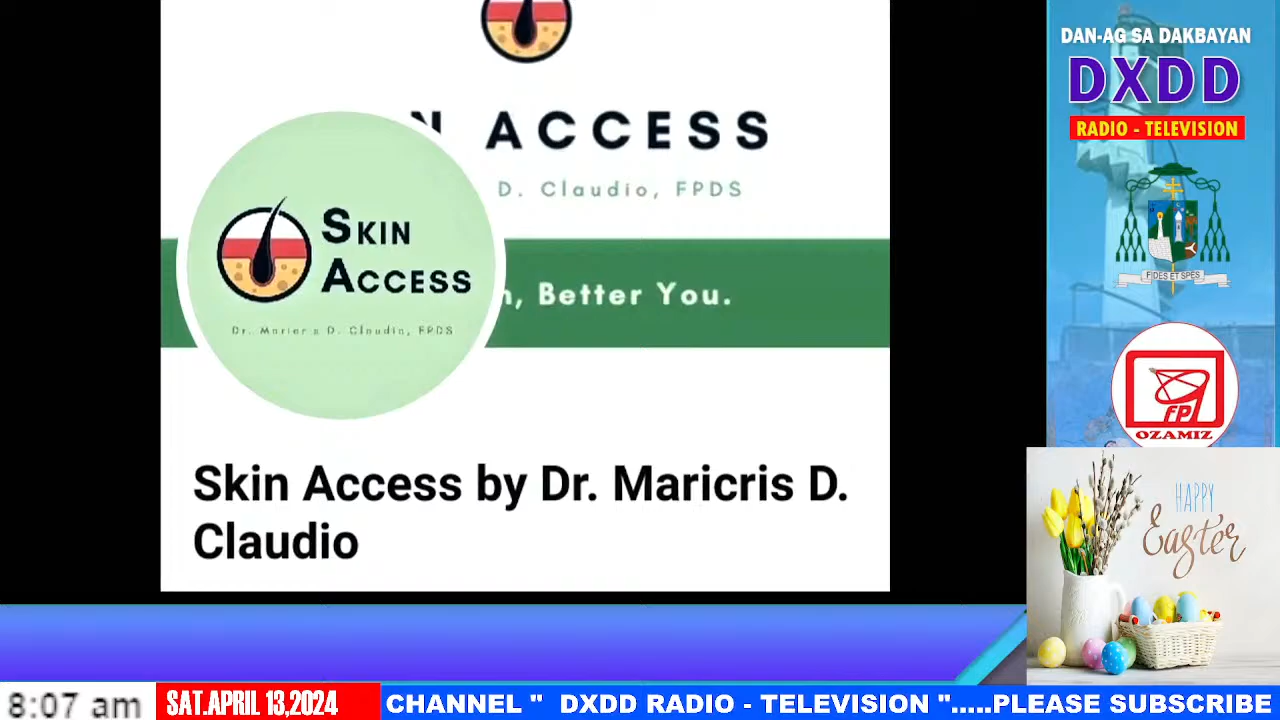 N ACCESS
D. Claudio, FPDS
SKIN
ACCESS
D. Claudio, FPDS
, Better You.
Skin Access by Dr. Maricris D.
Claudio
DAN-AG SA DAKBAYAN
DXDD
RADIO - TELEVISION
FIDES ET SPES
FP
OZAMIZ
HAPPY
Easter
8:07 am
SAT.APRIL 13,2024
CHANNEL " DXDD RADIO - TELEVISION ".....PLEASE SUBSCRIBE